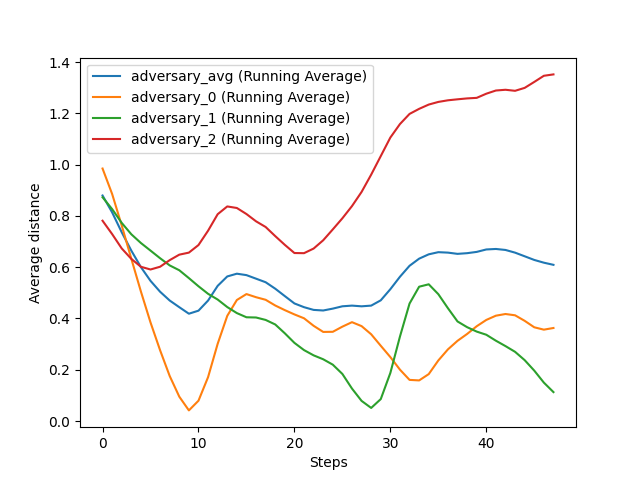 1.4
1.2
1.0
0.8
0.6
0.4
0.2
0.0
Average distance
adversary_avg (Running Average)
adversary_0 (Running Average)
adversary_1 (Running Average)
adversary_2 (Running Average)
0
10
20
30
40
Steps